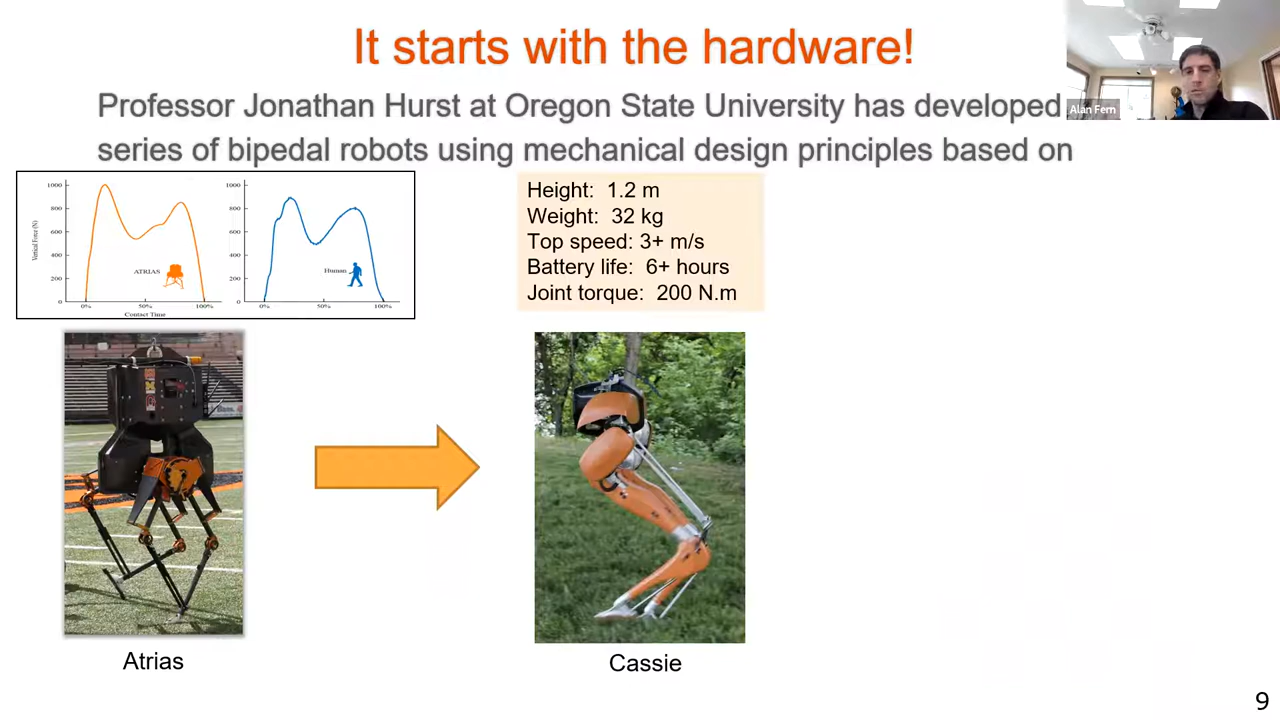 It starts with the hardware!
Alan Fern
Professor Jonathan Hurst at Oregon State University has developed
series of bipedal robots using mechanical design principles based on
1000
800
600
400
200
0
Vertical Force (N)
ATRIAS
0%
50%
100%
Contact Time
1000
800
600
400
200
0
Human
0%
50%
100%
Height: 1.2 m
Weight: 32 kg
Top speed: 3+ m/s
Battery life: 6+ hours
Joint torque: 200 N.m
Atrias
Cassie
9